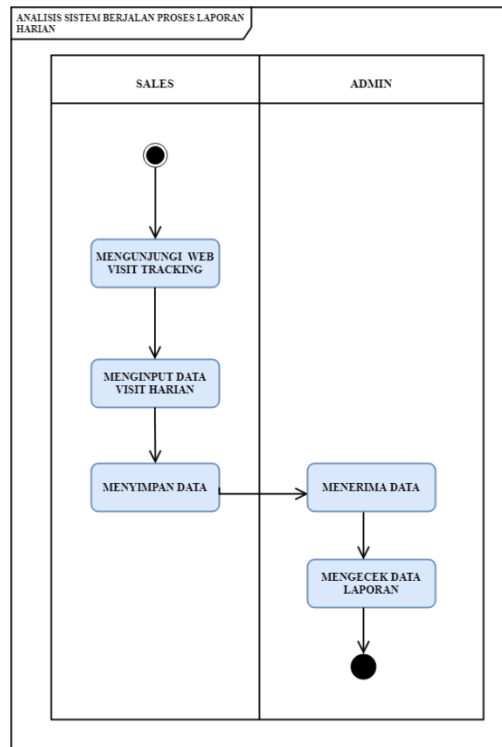 ANALISIS SISTEM BERJALAN PROSES LAPORAN
HARIAN
SALES
ADMIN
MENGUNJUNGI WEB
VISIT TRACKING
MENGINPUT DATA
VISIT HARIAN
MENYIMPAN DATA
MENERIMA DATA
MENGECEK DATA
LAPORAN